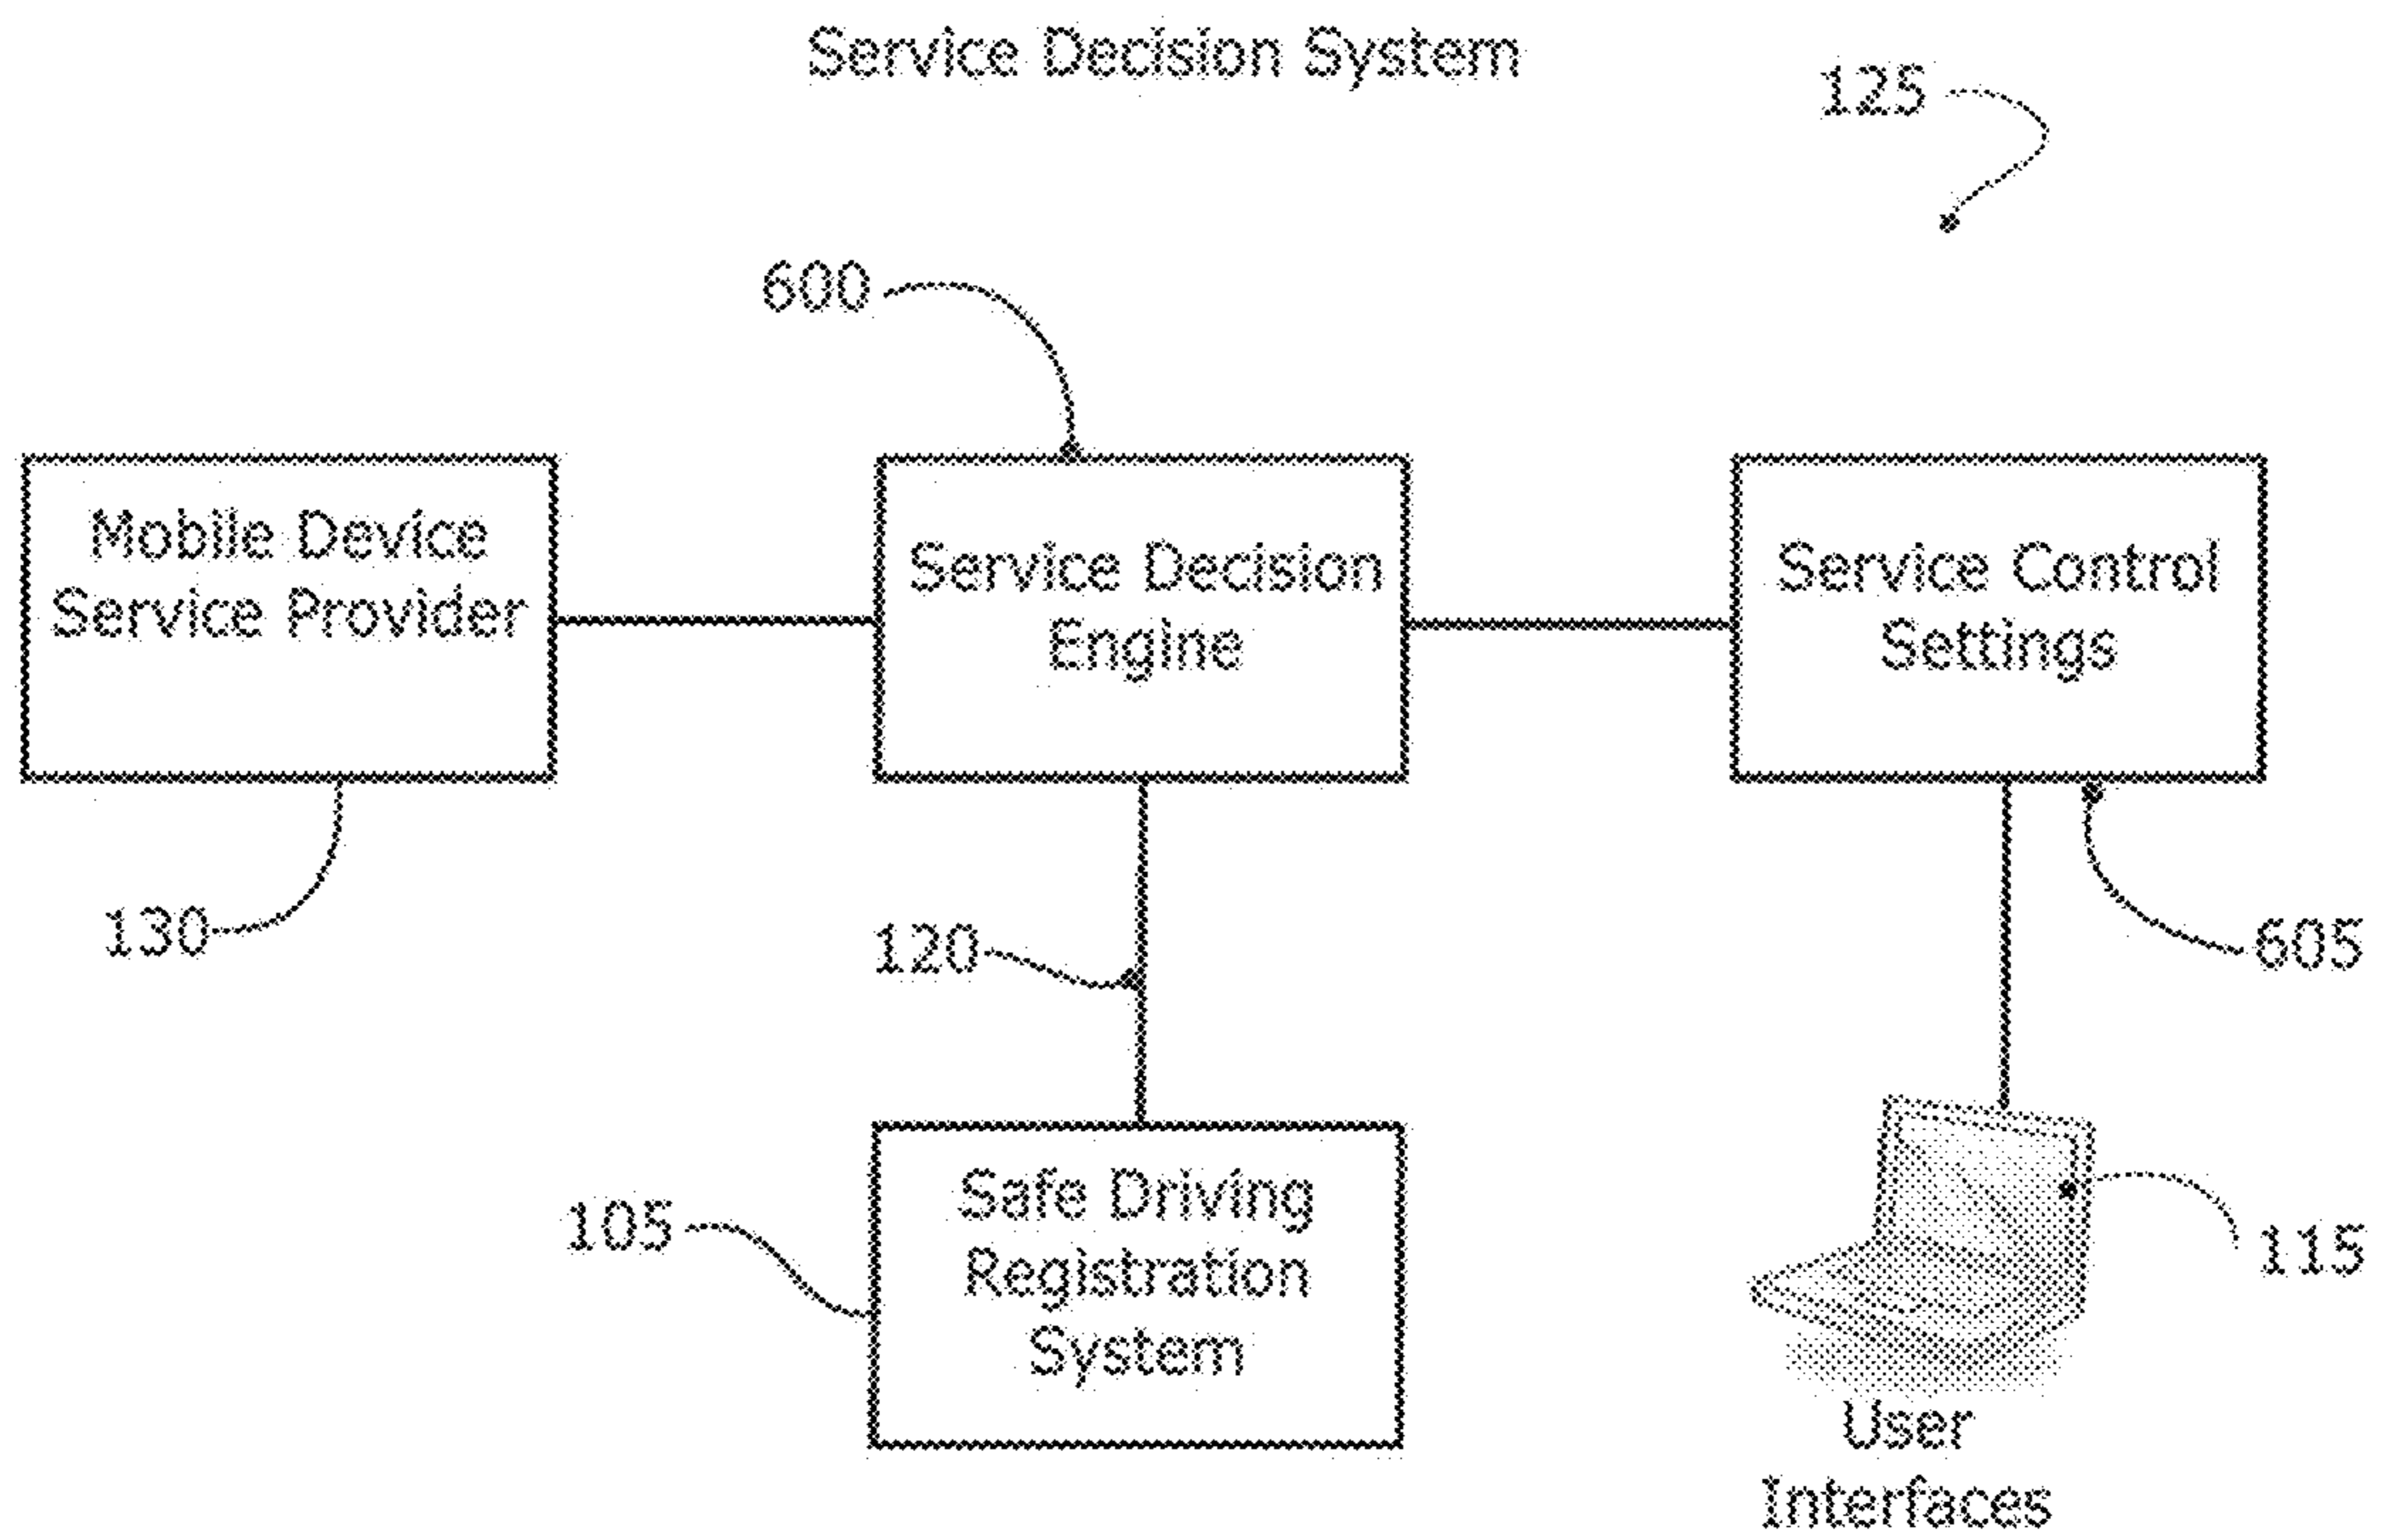 Service Decision System
125
600
Mobile Device
Service Provider
Service Decision
Engine
Service Control
Settings
130
120
605
105
Safe Driving
Registration
System
115
User
Interfaces